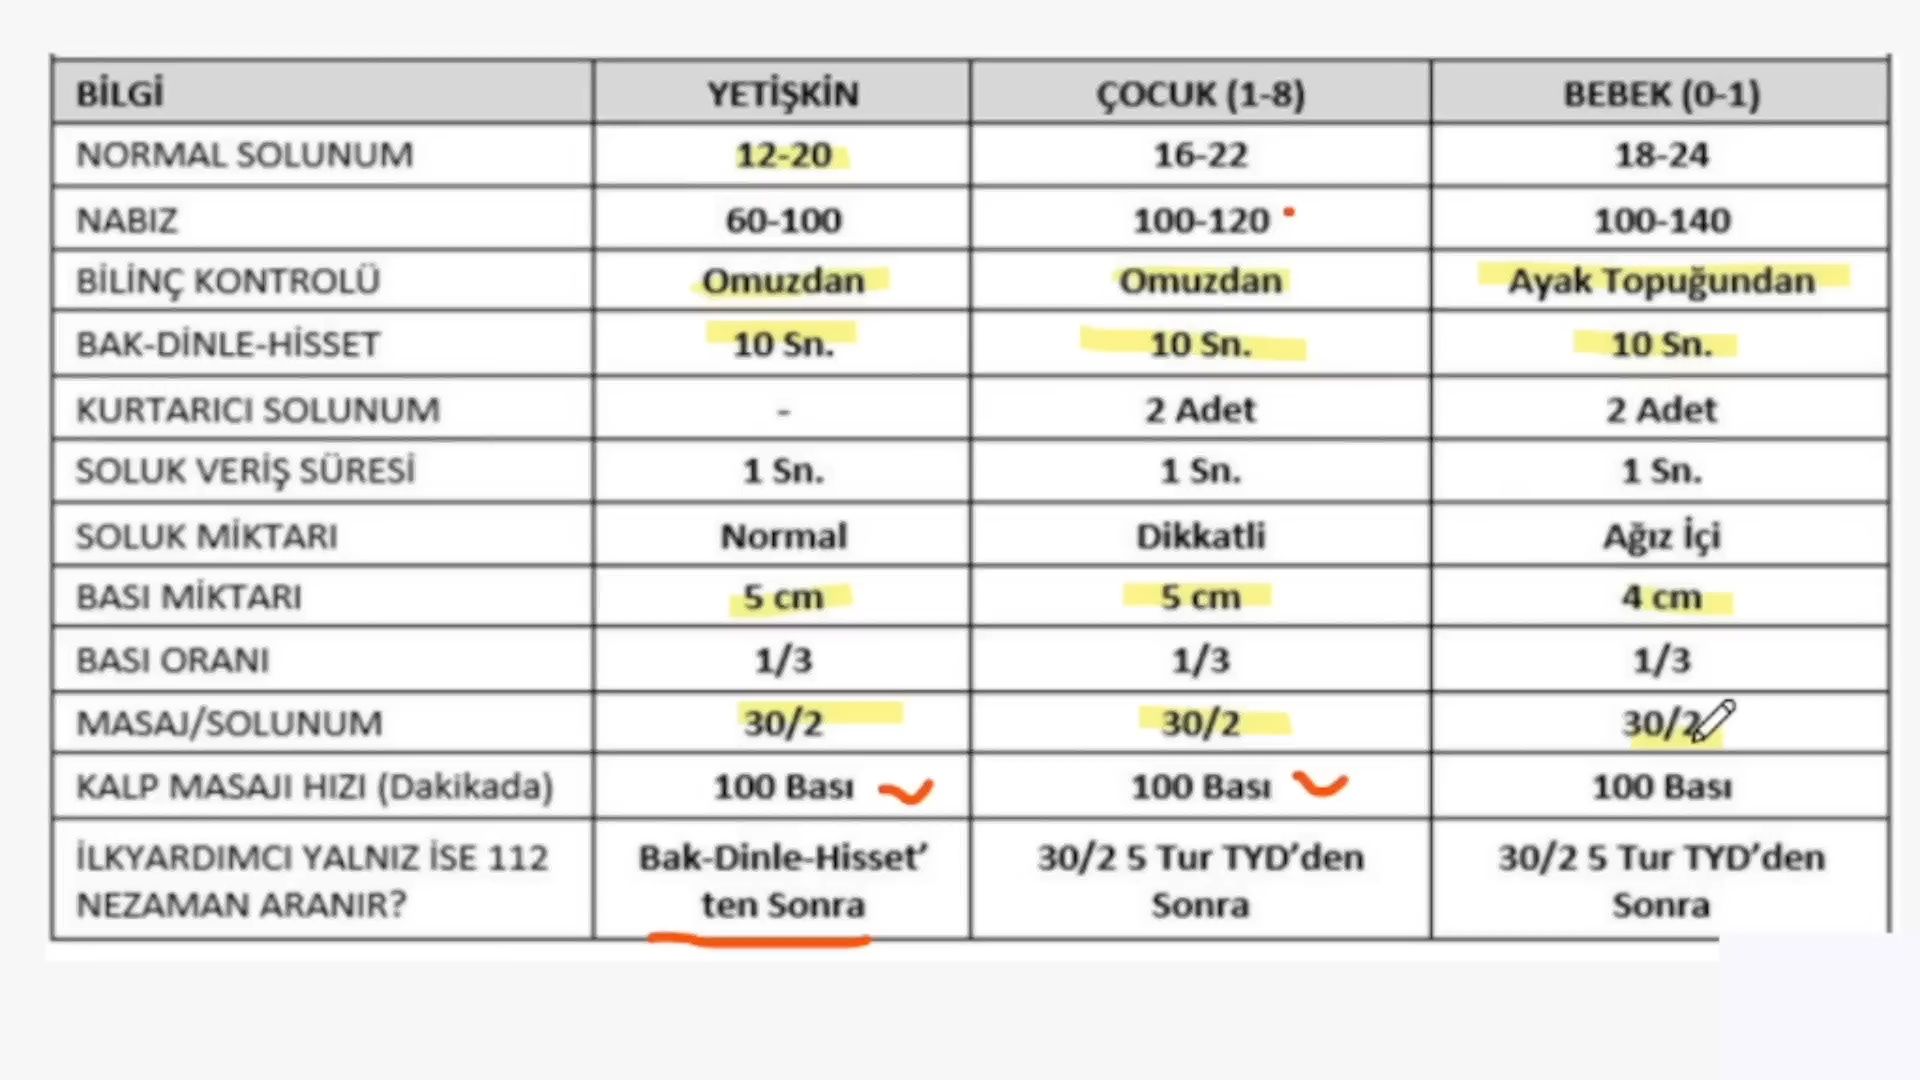 BİLGİ YETİŞKİN ÇOCUK (1-8) BEBEK (0-1)
NORMAL SOLUNUM 12-20 16-22 18-24
NABIZ 60-100 100-120 100-140
BİLİNÇ KONTROLÜ Omuzdan Omuzdan Ayak Topuğundan
BAK-DİNLE-HİSSET 10 Sn. 10 Sn. 10 Sn.
KURTARICI SOLUNUM - 2 Adet 2 Adet
SOLUK VERİŞ SÜRESİ 1 Sn. 1 Sn. 1 Sn.
SOLUK MİKTARI Normal Dikkatli Ağız İçi
BASI MİKTARI 5 cm 5 cm 4 cm
BASI ORANI 1/3 1/3 1/3
MASAJ/SOLUNUM 30/2 30/2 30/2
KALP MASAJI HIZI (Dakikada) 100 Bası 100 Bası 100 Bası
İLKYARDIMCI YALNIZ İSE 112 Bak-Dinle-Hisset’ 30/2 5 Tur TYD’den 30/2 5 Tur TYD’den
NEZAMAN ARANIR? ten Sonra Sonra Sonra